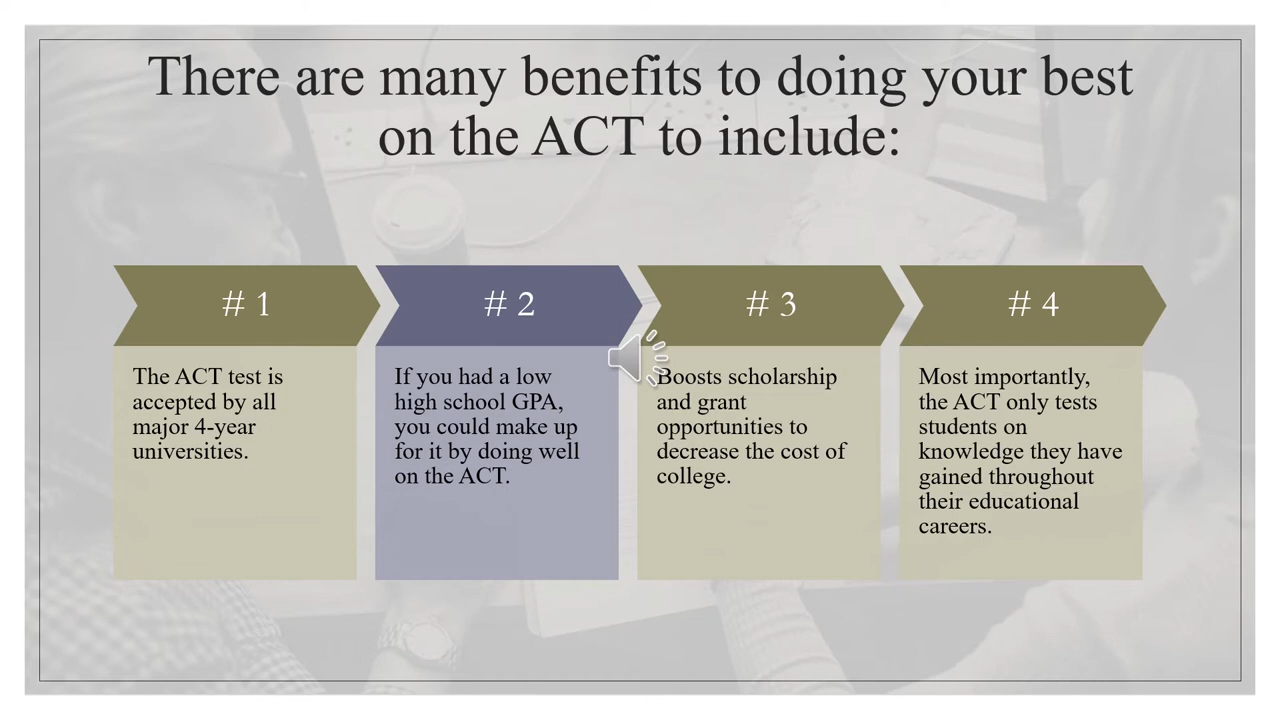 There are many benefits to doing your best
on the ACT to include:
# 1
The ACT test is
accepted by all
major 4-year
universities.
# 2
If you had a low
high school GPA,
you could make up
for it by doing well
on the ACT.
# 3
Boosts scholarship
and grant
opportunities to
decrease the cost of
college.
# 4
Most importantly,
the ACT only tests
students on
knowledge they have
gained throughout
their educational
careers.